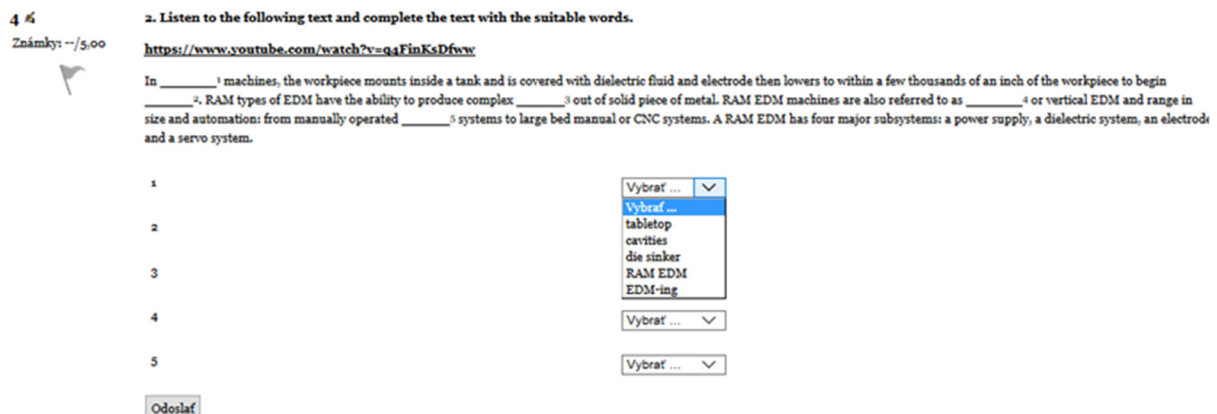 4
2. Listen to the following text and complete the text with the suitable words.
Známky: --/5,00
https://www.youtube.com/watch?v=q4FinKsDfww
In ________¹ machines, the workpiece mounts inside a tank and is covered with dielectric fluid and electrode then lowers to within a few thousands of an inch of the workpiece to begin
_______². RAM types of EDM have the ability to produce complex _______³ out of solid piece of metal. RAM EDM machines are also referred to as ________⁴ or vertical EDM and range in
size and automation: from manually operated _______⁵ systems to large bed manual or CNC systems. A RAM EDM has four major subsystems: a power supply, a dielectric system, an electrode
and a servo system.
1 Vybrať ...
Vybrať ...
tabletop
cavities
die sinker
RAM EDM
EDM-ing
2
3
4 Vybrať ...
5 Vybrať ...
Odoslať